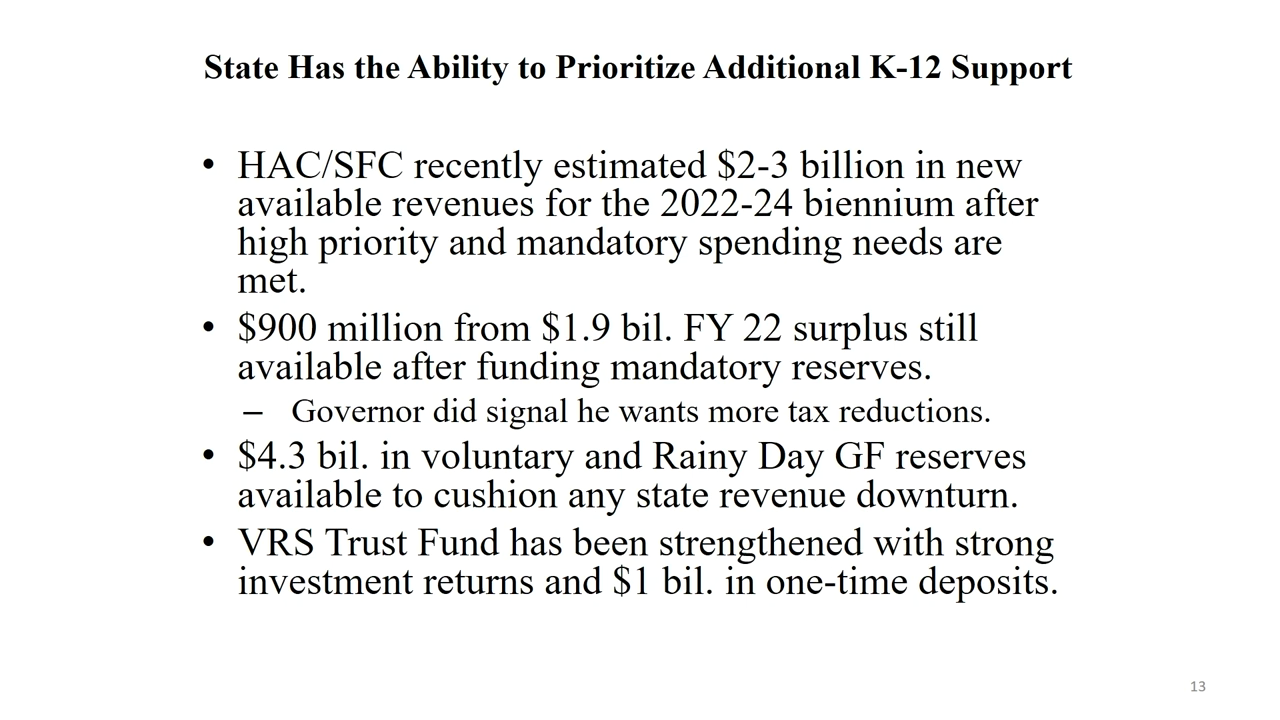 State Has the Ability to Prioritize Additional K-12 Support
• HAC/SFC recently estimated $2-3 billion in new
available revenues for the 2022-24 biennium after
high priority and mandatory spending needs are
met.
• $900 million from $1.9 bil. FY 22 surplus still
available after funding mandatory reserves.
– Governor did signal he wants more tax reductions.
• $4.3 bil. in voluntary and Rainy Day GF reserves
available to cushion any state revenue downturn.
• VRS Trust Fund has been strengthened with strong
investment returns and $1 bil. in one-time deposits.
13